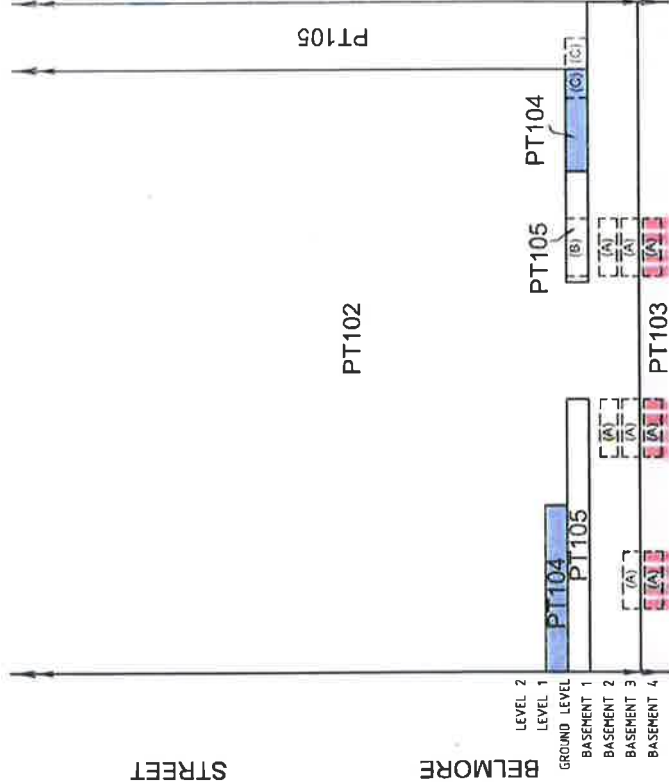 PT105
PT102
PT104
(C) (C)
PT105
(B)
LEVEL 2
LEVEL 1
GROUND LEVEL
BASEMENT 1
BASEMENT 2
BASEMENT 3
BASEMENT 4
PT104
PT105
(A) (A)
(A) (A) (A)
(A) (A) (A)
PT103
STREET
BELMORE